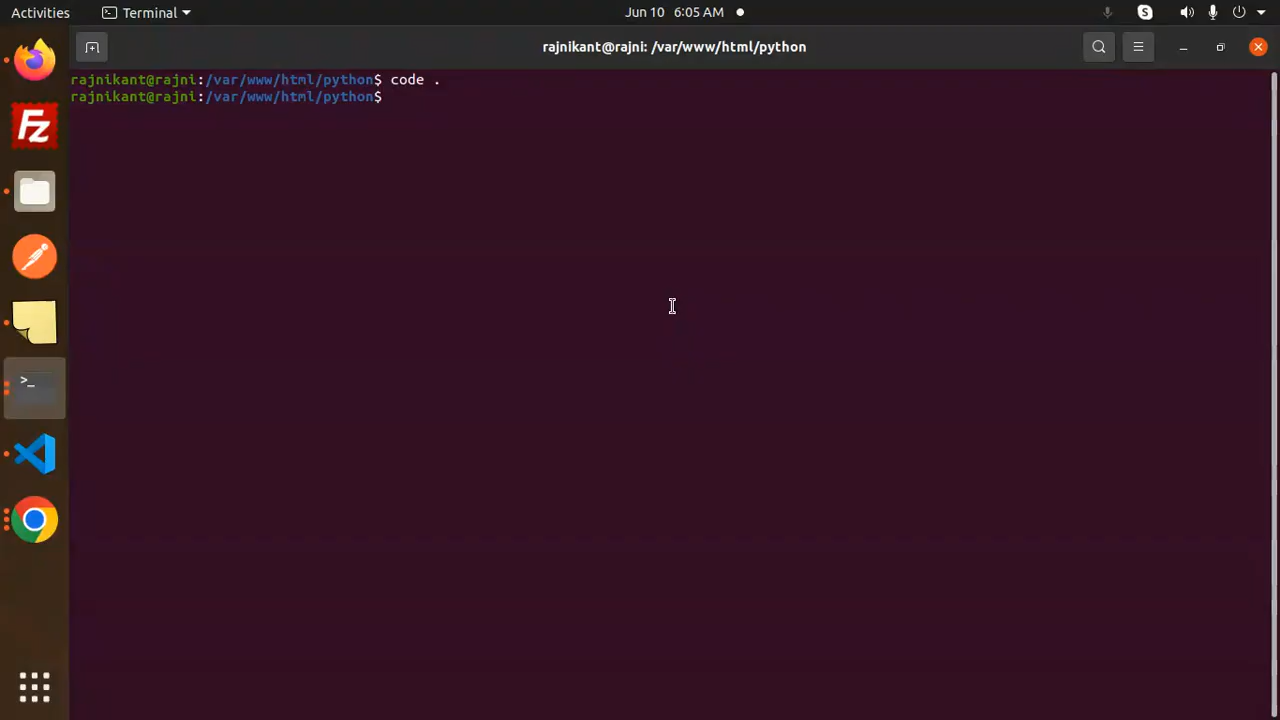 Activities Terminal Jun 10 6:05 AM
rajnikant@rajni: /var/www/html/python
rajnikant@rajni:/var/www/html/python$ code .
rajnikant@rajni:/var/www/html/python$
Fz
>_
S